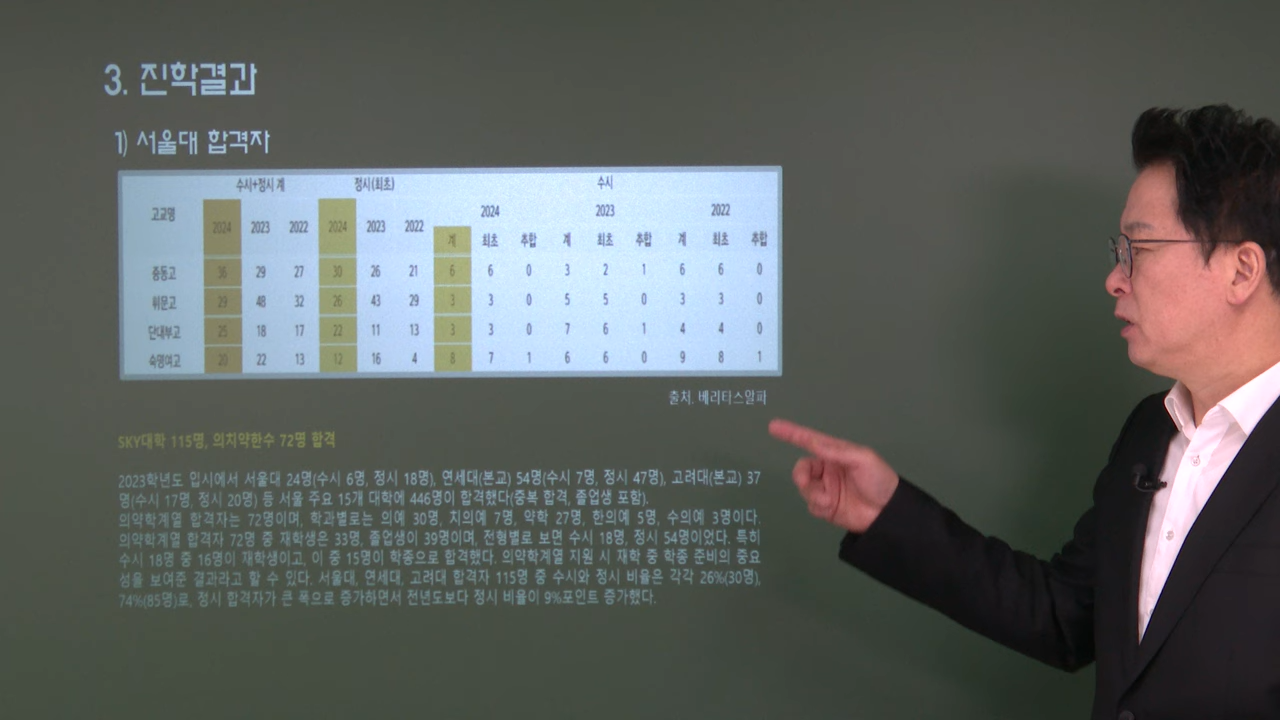 3. 진학결과
1) 서울대 합격자
수시+정시 계 정시(최초) 수시
고교명 2024 2023 2022 2024 2023 2022 2024 2023 2022
계 최초 추합 계 최초 추합 계 최초 추합
중동고 36 29 27 30 26 21 6 6 0 3 2 1 6 6 0
휘문고 29 48 32 26 43 29 3 3 0 5 5 0 3 3 0
단대부고 25 18 17 22 11 13 3 3 0 7 6 1 4 4 0
숙명여고 20 22 13 12 16 4 8 7 1 6 6 0 9 8 1
출처. 베리타스알파
SKY대학 115명, 의치약한수 72명 합격
2023학년도 입시에서 서울대 24명(수시 6명, 정시 18명), 연세대(본교) 54명(수시 7명, 정시 47명), 고려대(본교) 37
명(수시 17명, 정시 20명) 등 서울 주요 15개 대학에 446명이 합격했다(중복 합격, 졸업생 포함).
의약학계열 합격자는 72명이며, 학과별로는 의예 30명, 치의예 7명, 약학 27명, 한의예 5명, 수의예 3명이다.
의약학계열 합격자 72명 중 재학생은 33명, 졸업생이 39명이며, 전형별로 보면 수시 18명, 정시 54명이었다. 특히
수시 18명 중 16명이 재학생이고, 이 중 15명이 학종으로 합격했다. 의약학계열 지원 시 재학 중 학종 준비의 중요
성을 보여준 결과라고 할 수 있다. 서울대, 연세대, 고려대 합격자 115명 중 수시와 정시 비율은 각각 26%(30명),
74%(85명)로, 정시 합격자가 큰 폭으로 증가하면서 전년도보다 정시 비율이 9%포인트 증가했다.